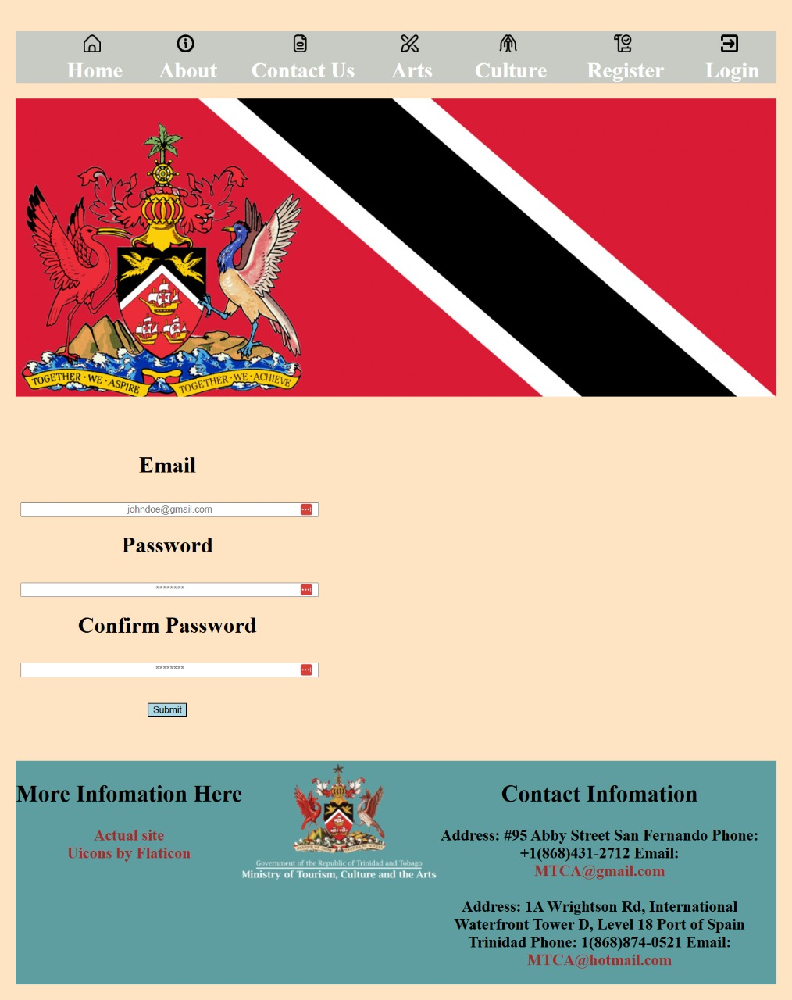 Home About Contact Us Arts Culture Register Login
TOGETHER·WE·ASPIRE TOGETHER·WE·ACHIEVE
Email
johndoe@gmail.com
Password
********
Confirm Password
********
Submit
More Infomation Here
Actual site
Uicons by Flaticon
Government of the Republic of Trinidad and Tobago
Ministry of Tourism, Culture and the Arts
Contact Infomation
Address: #95 Abby Street San Fernando Phone:
+1(868)431-2712 Email:
MTCA@gmail.com
Address: 1A Wrightson Rd, International
Waterfront Tower D, Level 18 Port of Spain
Trinidad Phone: 1(868)874-0521 Email:
MTCA@hotmail.com